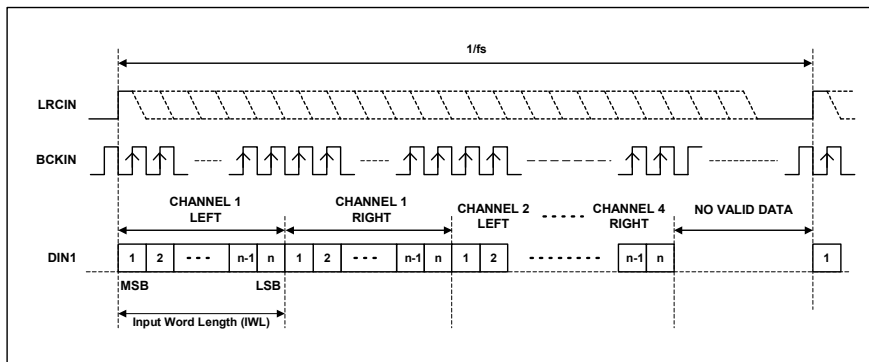 1/fs
LRCIN
BCKIN
CHANNEL 1
LEFT
CHANNEL 1
RIGHT
CHANNEL 2
LEFT
CHANNEL 4
RIGHT
NO VALID DATA
DIN1
1 2 n-1 n 1 2 n-1 n 1 2 n-1 n 1
MSB LSB
Input Word Length (IWL)